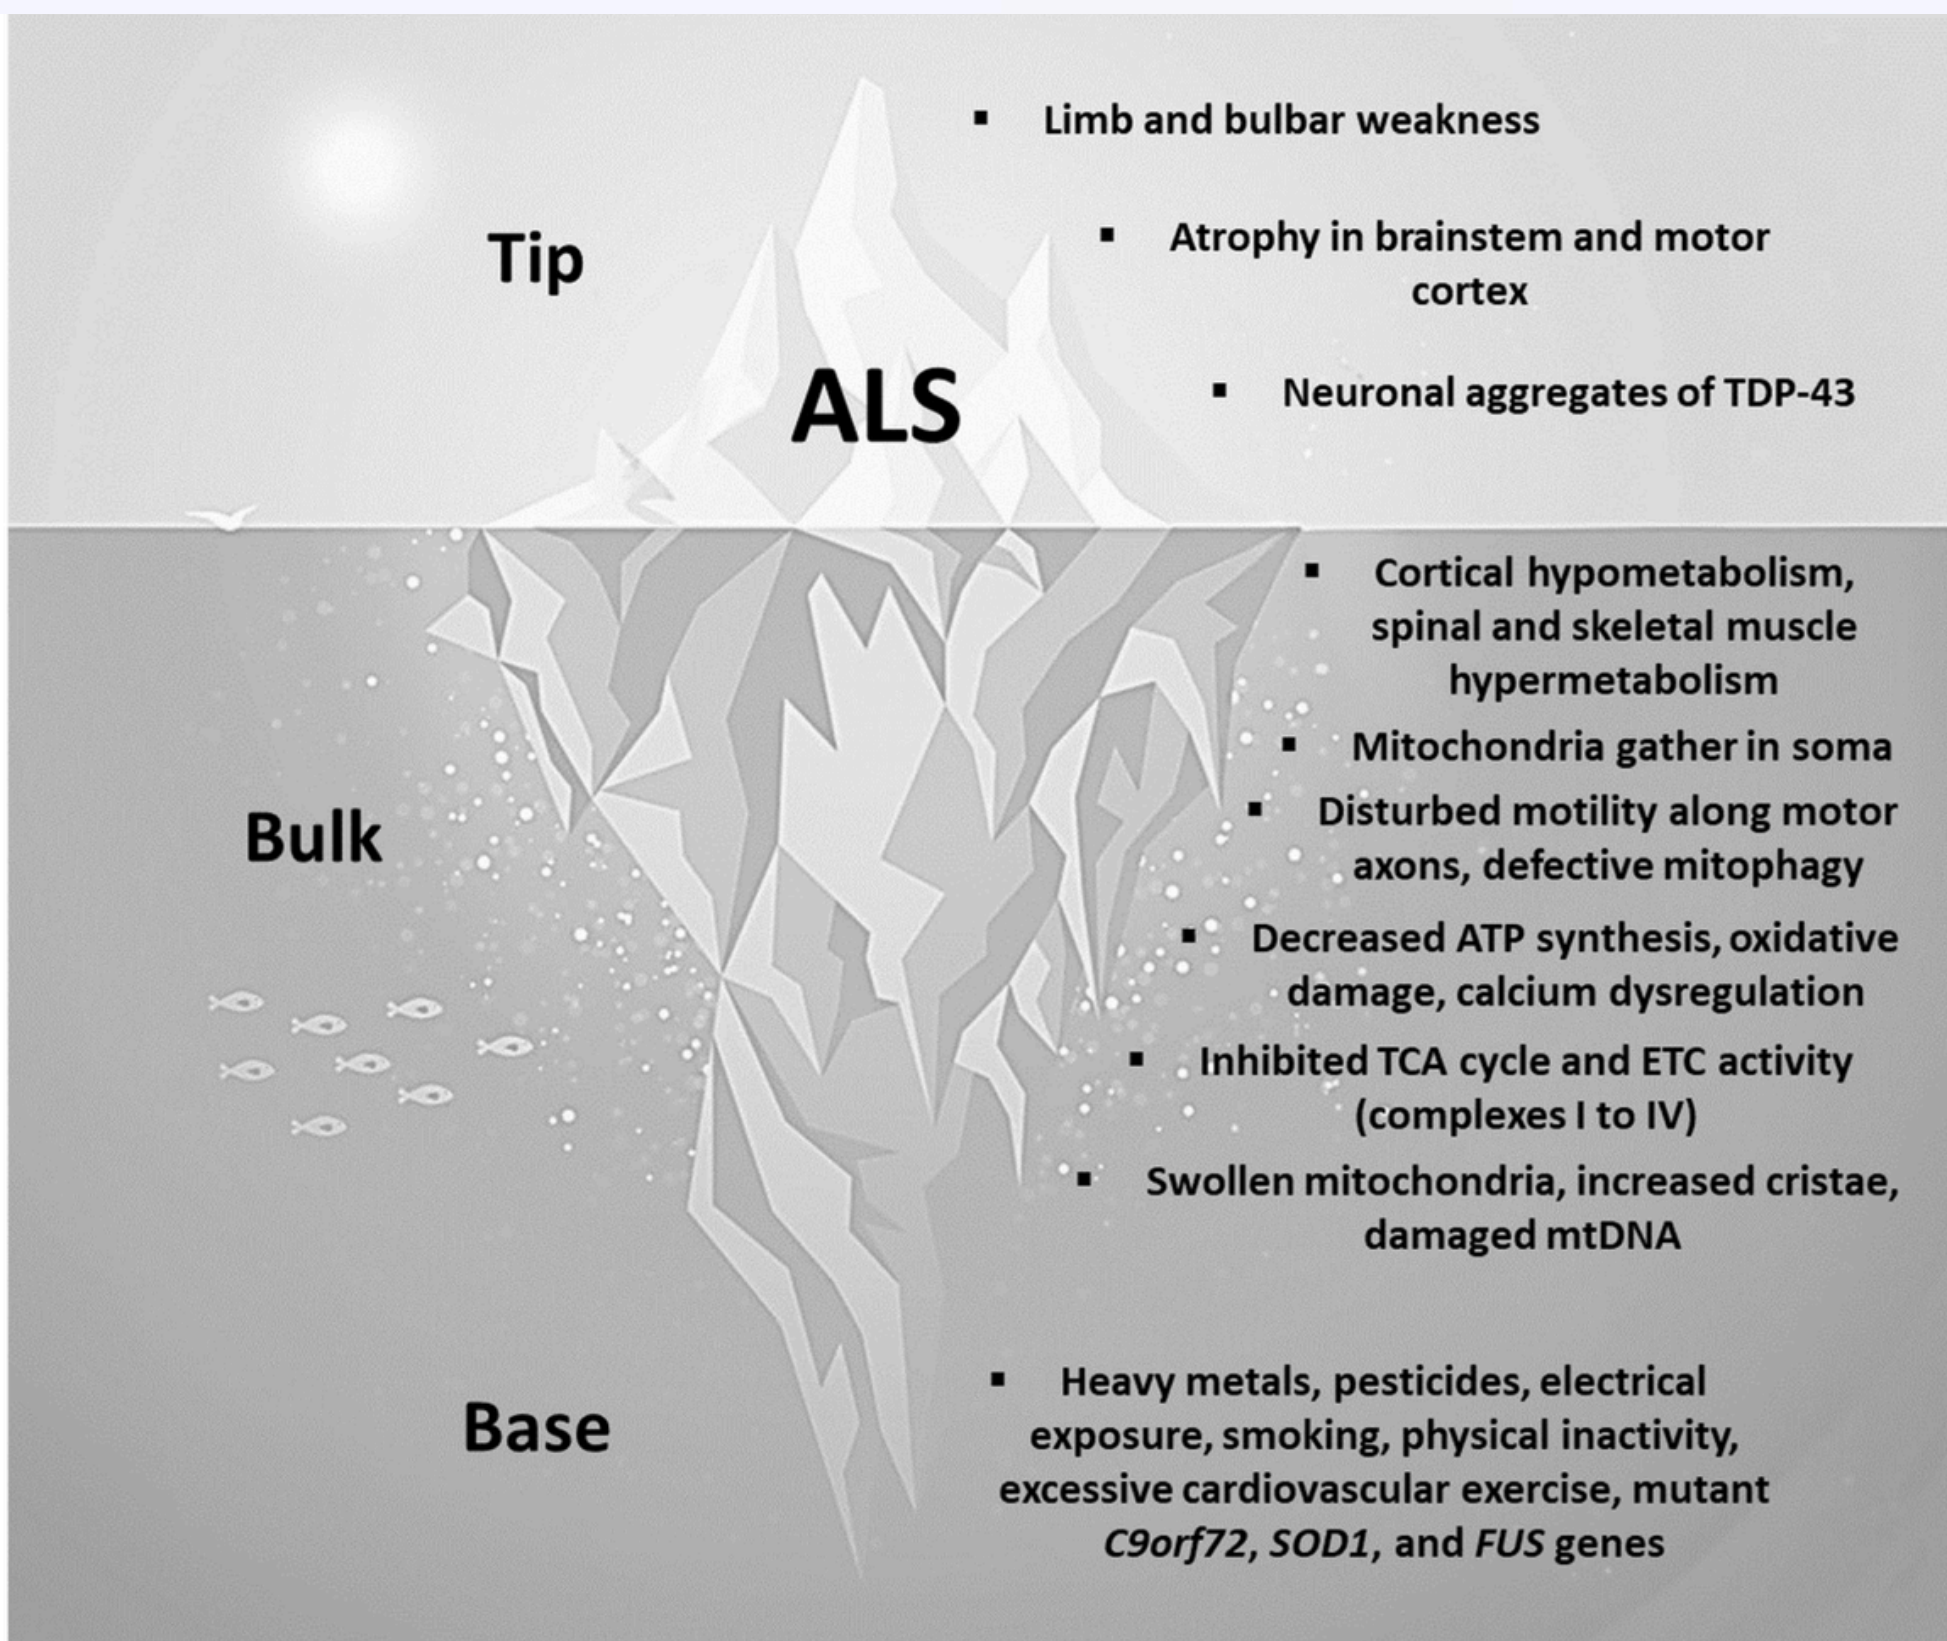 ▪ Limb and bulbar weakness
Tip
▪ Atrophy in brainstem and motor
cortex
ALS
▪ Neuronal aggregates of TDP-43
▪ Cortical hypometabolism,
spinal and skeletal muscle
hypermetabolism
▪ Mitochondria gather in soma
Bulk
▪ Disturbed motility along motor
axons, defective mitophagy
▪ Decreased ATP synthesis, oxidative
damage, calcium dysregulation
▪ Inhibited TCA cycle and ETC activity
(complexes I to IV)
▪ Swollen mitochondria, increased cristae,
damaged mtDNA
Base
▪ Heavy metals, pesticides, electrical
exposure, smoking, physical inactivity,
excessive cardiovascular exercise, mutant
C9orf72, SOD1, and FUS genes